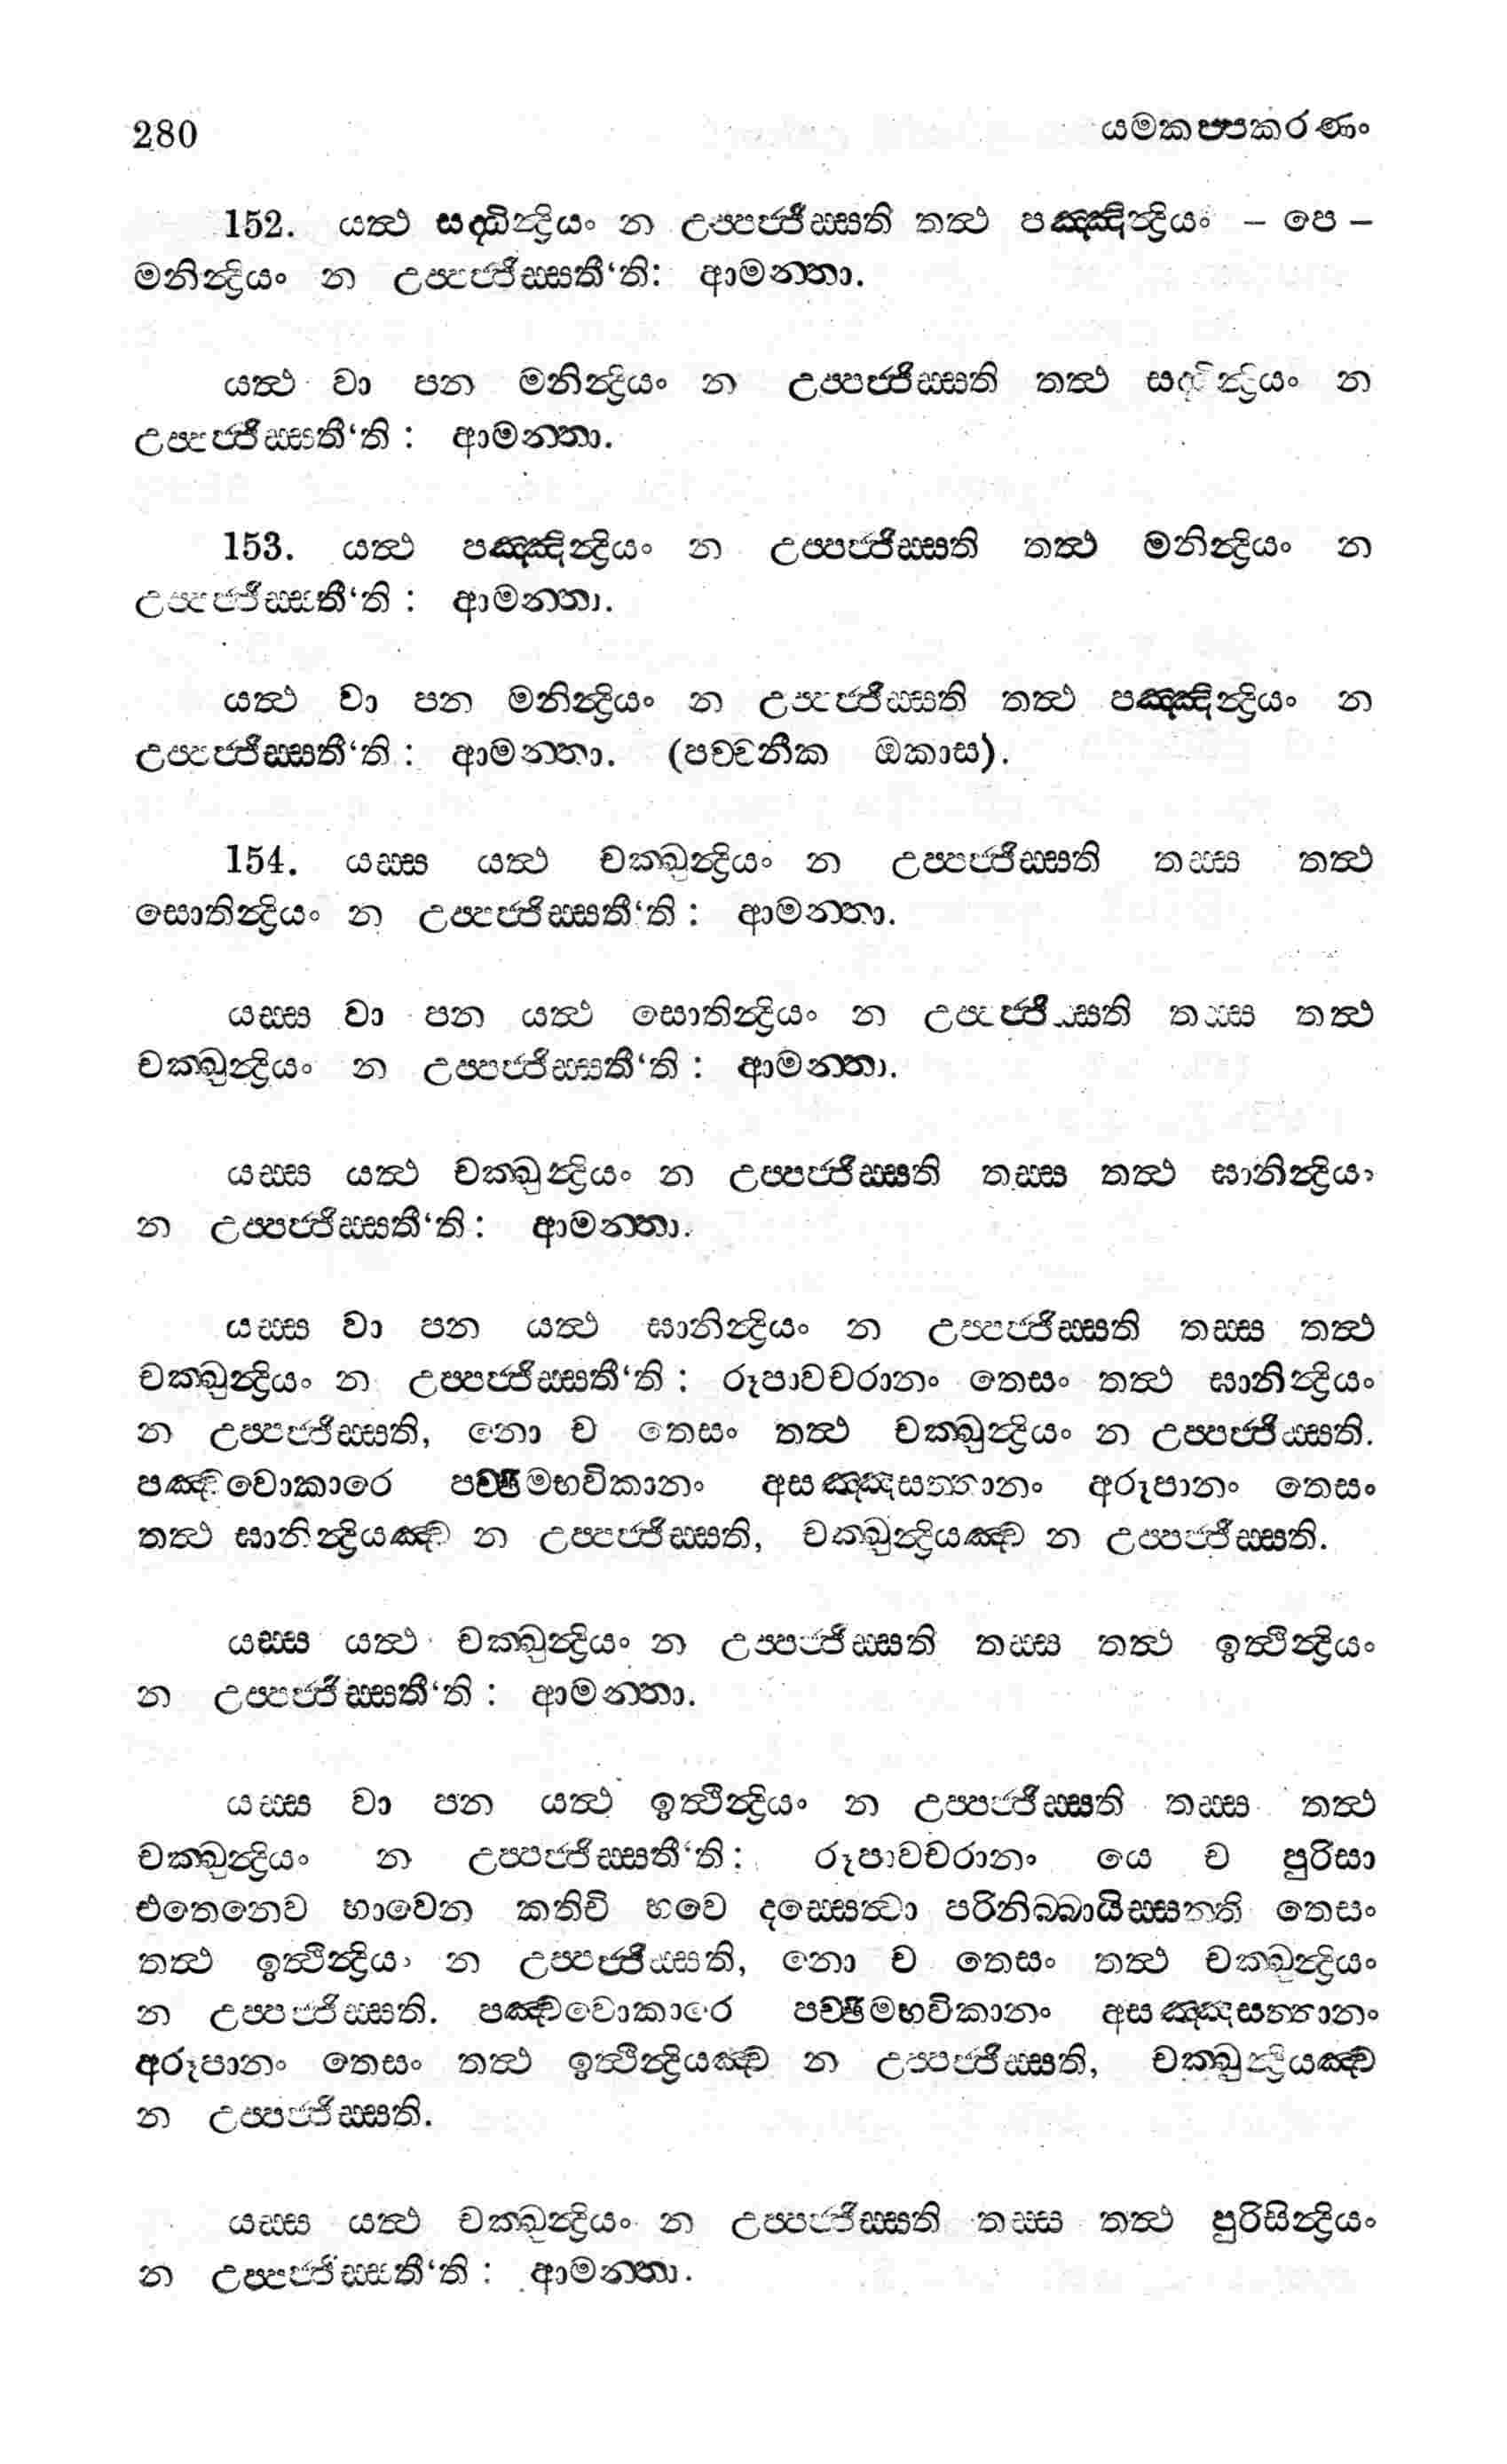 280 යමකප්පකරණං
152. යත්ථ සද්ධින්ද්‍රියං න උප්පජ්ජිස්සති තත්ථ පඤ්ඤින්ද්‍රියං – පෙ –
මනින්ද්‍රියං න උප්පජ්ජිස්සතී‘ති: ආමන්තා.
යත්ථ වා පන මනින්ද්‍රියං න උප්පජ්ජිස්සති තත්ථ සද්ධින්ද්‍රියං න
උප්පජ්ජිස්සතී‘ති : ආමන්තා.
153. යත්ථ පඤ්ඤින්ද්‍රියං න උප්පජ්ජිස්සති තත්ථ මනින්ද්‍රියං න
උප්පජ්ජිස්සතී‘ති : ආමන්තා.
යත්ථ වා පන මනින්ද්‍රියං න උප්පජ්ජිස්සති තත්ථ පඤ්ඤින්ද්‍රියං න
උප්පජ්ජිස්සතී‘ති : ආමන්තා. (පච්චනීක ඔකාස).
154. යස්ස යත්ථ චක්ඛුන්ද්‍රියං න උප්පජ්ජිස්සති තස්ස තත්ථ
සොතින්ද්‍රියං න උප්පජ්ජිස්සතී‘ති : ආමන්තා.
යස්ස වා පන යත්ථ සොතින්ද්‍රියං න උප්පජ්ජිස්සති තස්ස තත්ථ
චක්ඛුන්ද්‍රියං න උප්පජ්ජිස්සතී‘ති : ආමන්තා.
යස්ස යත්ථ චක්ඛුන්ද්‍රියං න උප්පජ්ජිස්සති තස්ස තත්ථ ඝානින්ද්‍රියං
න උප්පජ්ජිස්සතී‘ති : ආමන්තා.
යස්ස වා පන යත්ථ ඝානින්ද්‍රියං න උප්පජ්ජිස්සති තස්ස තත්ථ
චක්ඛුන්ද්‍රියං න උප්පජ්ජිස්සතී‘ති : රූපාවචරානං තෙසං තත්ථ ඝානින්ද්‍රියං
න උප්පජ්ජිස්සති, නො ච තෙසං තත්ථ චක්ඛුන්ද්‍රියං න උප්පජ්ජිස්සති.
පඤ්චවොකාරෙ පච්ඡිමභවිකානං අසඤ්ඤසත්තානං අරූපානං තෙසං
තත්ථ ඝානින්ද්‍රියඤ්ච න උප්පජ්ජිස්සති, චක්ඛුන්ද්‍රියඤ්ච න උප්පජ්ජිස්සති.
යස්ස යත්ථ චක්ඛුන්ද්‍රියං න උප්පජ්ජිස්සති තස්ස තත්ථ ඉත්ථින්ද්‍රියං
න උප්පජ්ජිස්සතී‘ති : ආමන්තා.
යස්ස වා පන යත්ථ ඉත්ථින්ද්‍රියං න උප්පජ්ජිස්සති තස්ස තත්ථ
චක්ඛුන්ද්‍රියං න උප්පජ්ජිස්සතී‘ති : රූපාවචරානං යෙ ච පුරිසා
එතෙනෙව භාවෙන කතිචි භවෙ දස්සෙත්වා පරිනිබ්බායිස්සන්ති තෙසං
තත්ථ ඉත්ථින්ද්‍රියං න උප්පජ්ජිස්සති, නො ච තෙසං තත්ථ චක්ඛුන්ද්‍රියං
න උප්පජ්ජිස්සති. පඤ්චවොකාරෙ පච්ඡිමභවිකානං අසඤ්ඤසත්තානං
අරූපානං තෙසං තත්ථ ඉත්ථින්ද්‍රියඤ්ච න උප්පජ්ජිස්සති, චක්ඛුන්ද්‍රියඤ්ච
න උප්පජ්ජිස්සති.
යස්ස යත්ථ චක්ඛුන්ද්‍රියං න උප්පජ්ජිස්සති තස්ස තත්ථ පුරිසින්ද්‍රියං
න උප්පජ්ජිස්සතී‘ති : ආමන්තා.